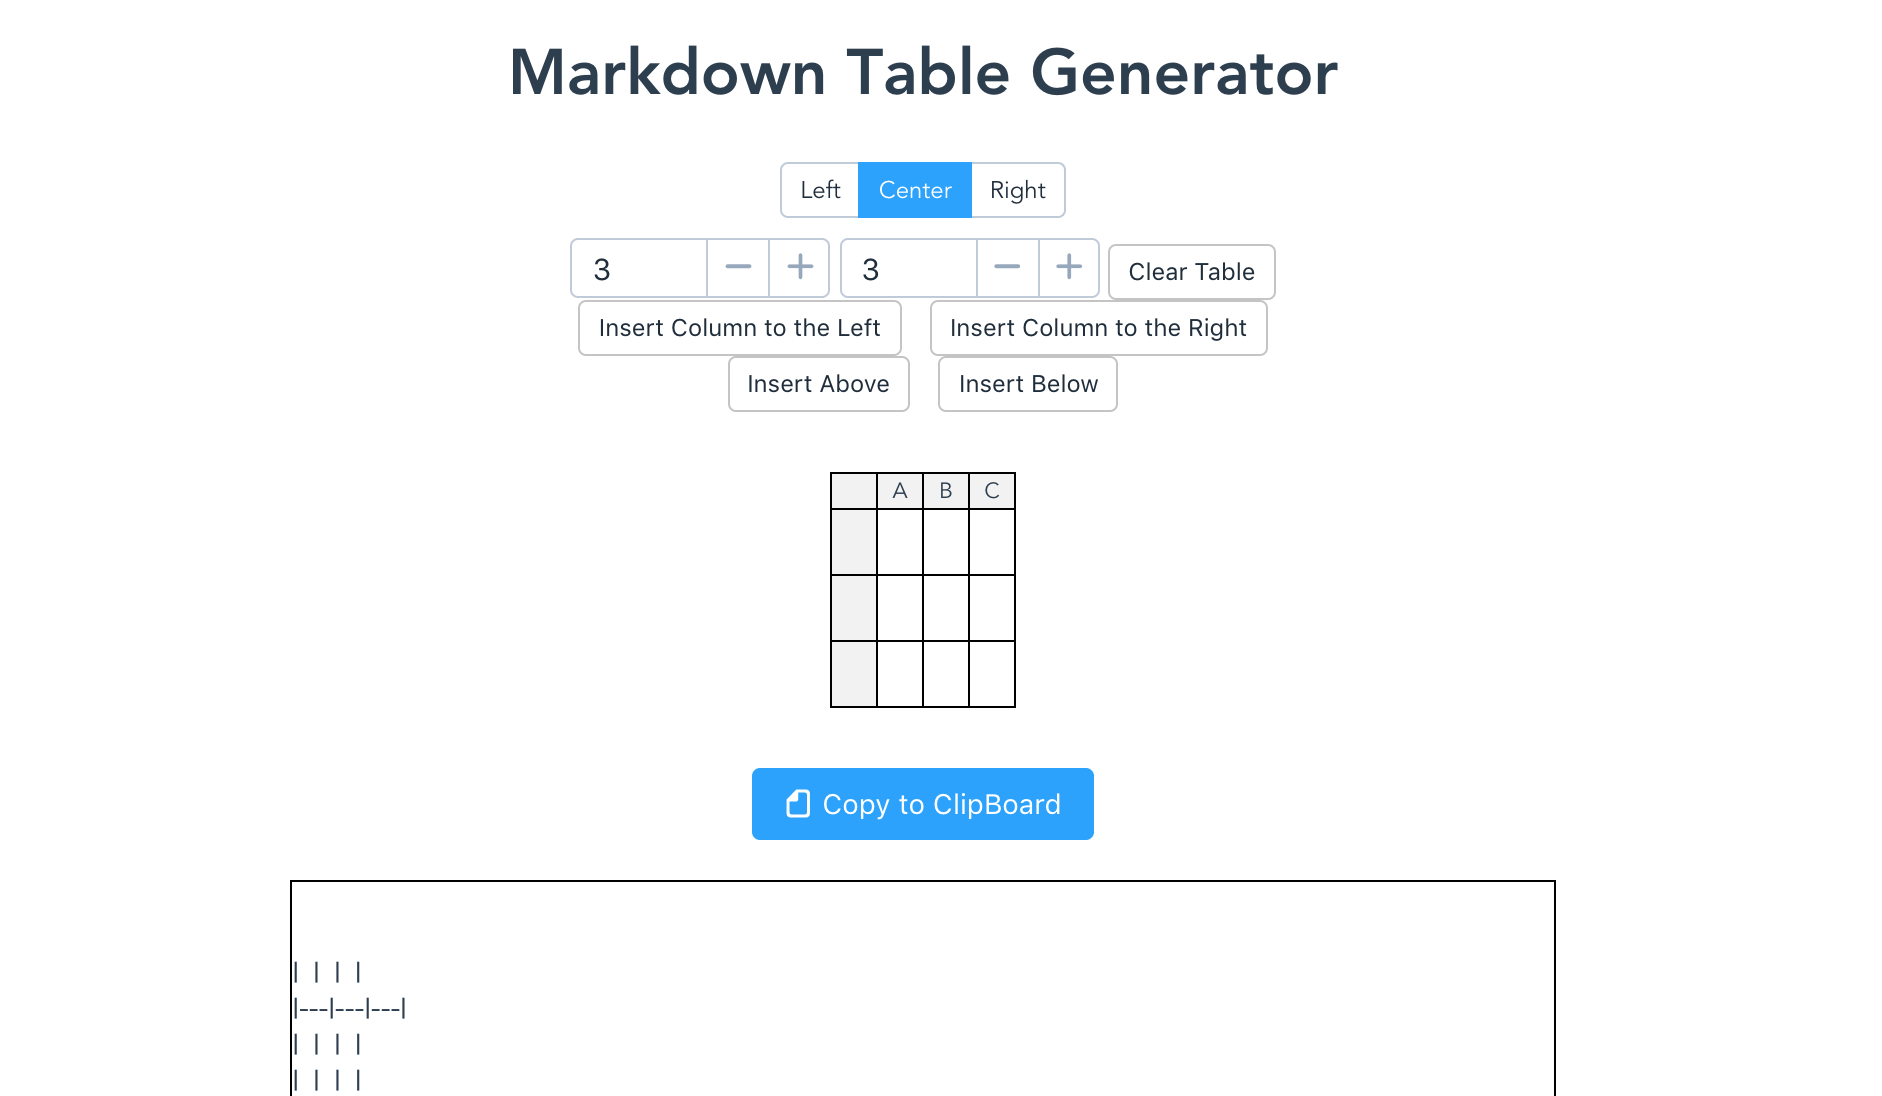 Markdown Table Generator
Left Center Right
3 3 Clear Table
Insert Column to the Left Insert Column to the Right
Insert Above Insert Below
A B C
Copy to ClipBoard
| | | |
|---|---|---|
| | | |
| | | |